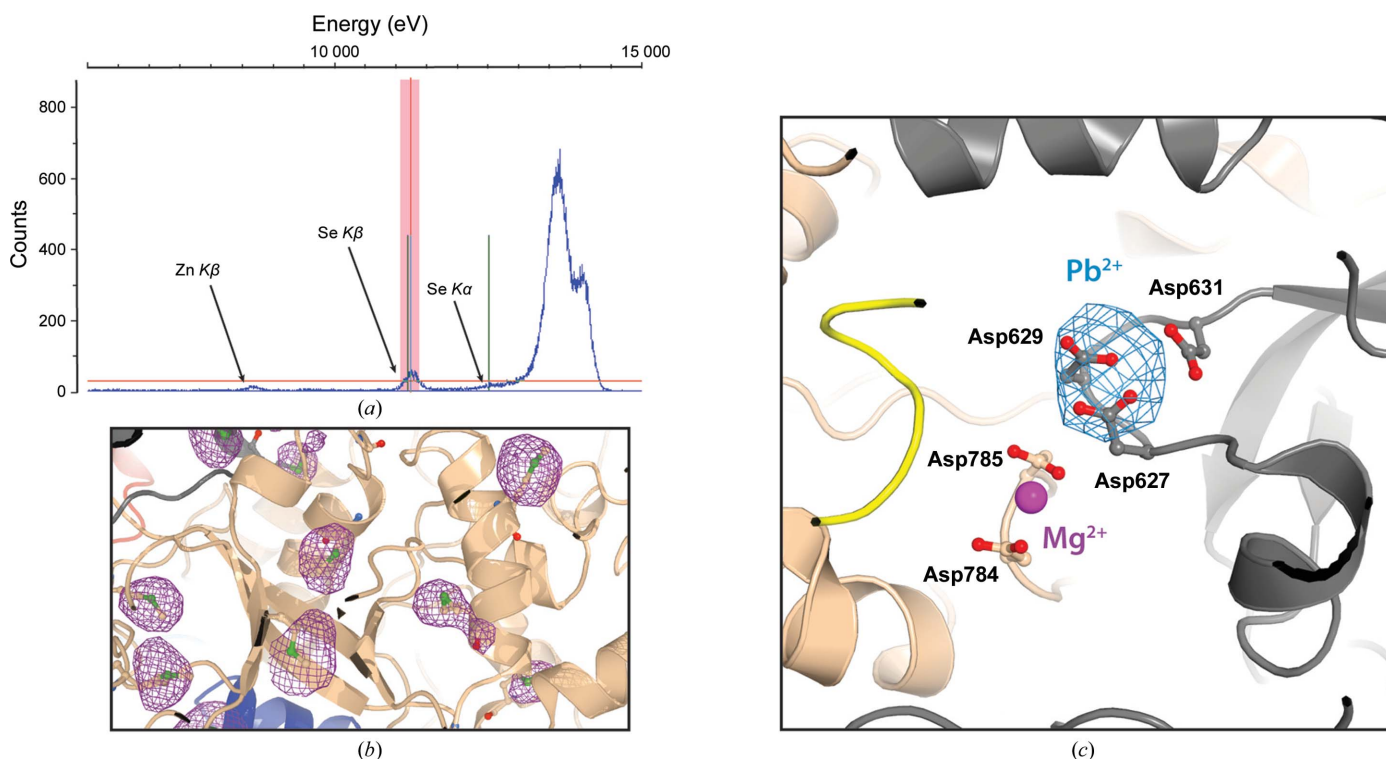 Energy (eV)
10 000 15 000
800
600
400
200
0
Counts
Zn Kβ
Se Kβ
Se Kα
(a)
(b)
Pb²⁺
Asp631
Asp629
Asp785
Asp627
Mg²⁺
Asp784
(c)